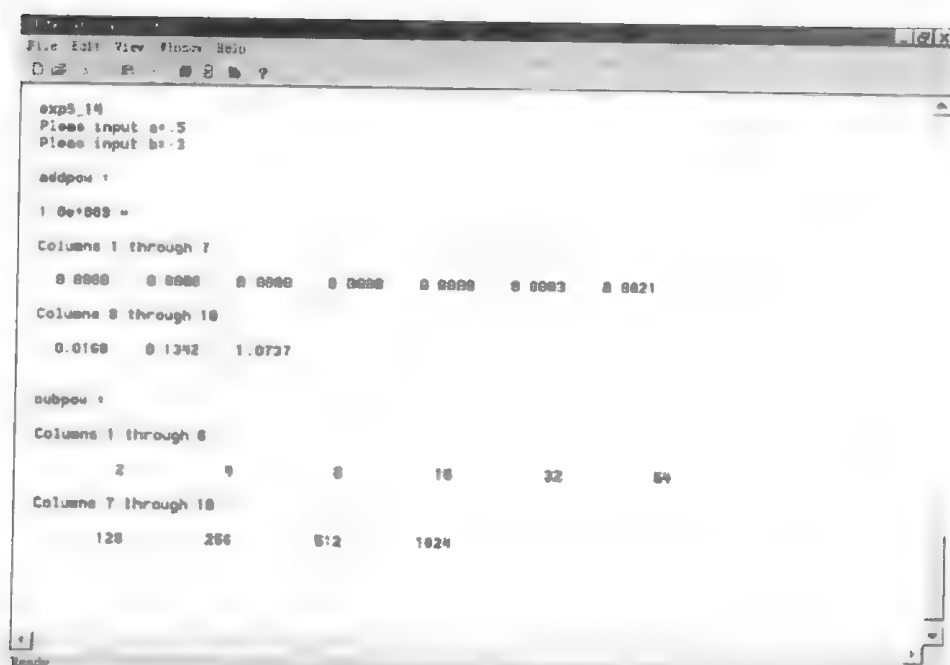 File Edit View Window Help
exp5_14
Pleas input a= 5
Pleas input b= 3
addpow =
1 0e+009 *
Columns 1 through 7
0 0000 0 0000 0 0000 0 0000 0 0000 0 0003 0 0021
Columns 8 through 10
0.0168 0 1342 1.0737
subpow =
Columns 1 through 6
2 4 8 16 32 64
Columns 7 through 10
128 256 512 1024
Ready